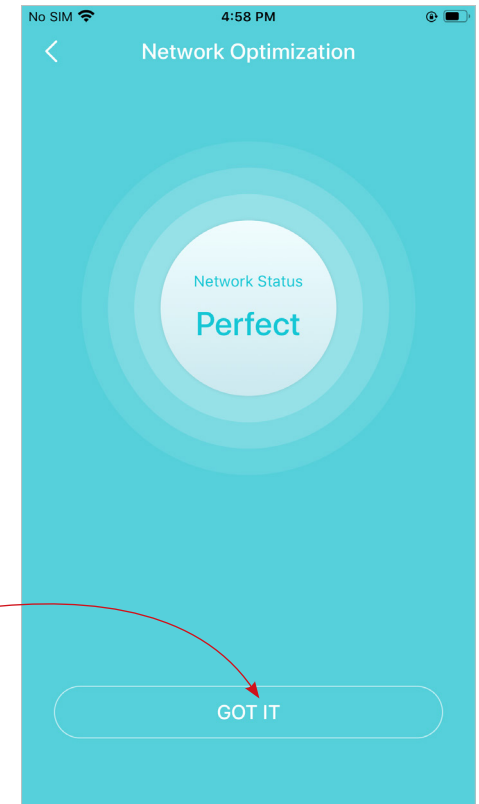 No SIM 4:58 PM
Network Optimization
Network Status
Perfect
GOT IT